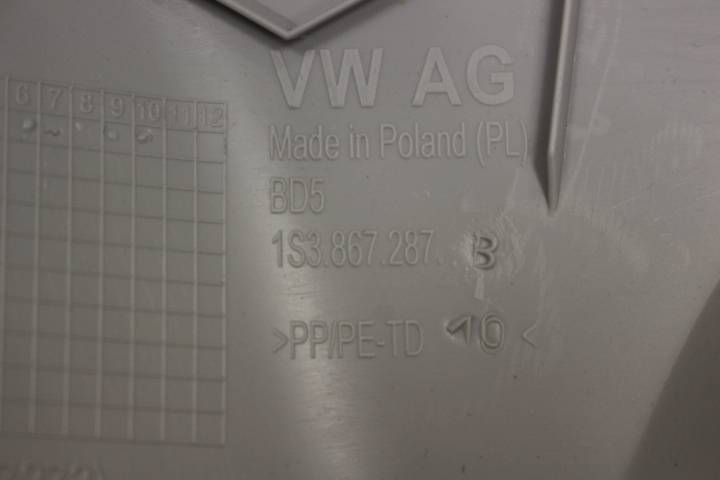 VW AG
6 7 8 9 10 11 12
Made in Poland (PL)
BD5
1S3.867.287. B
>PP/PE-TD 10 <